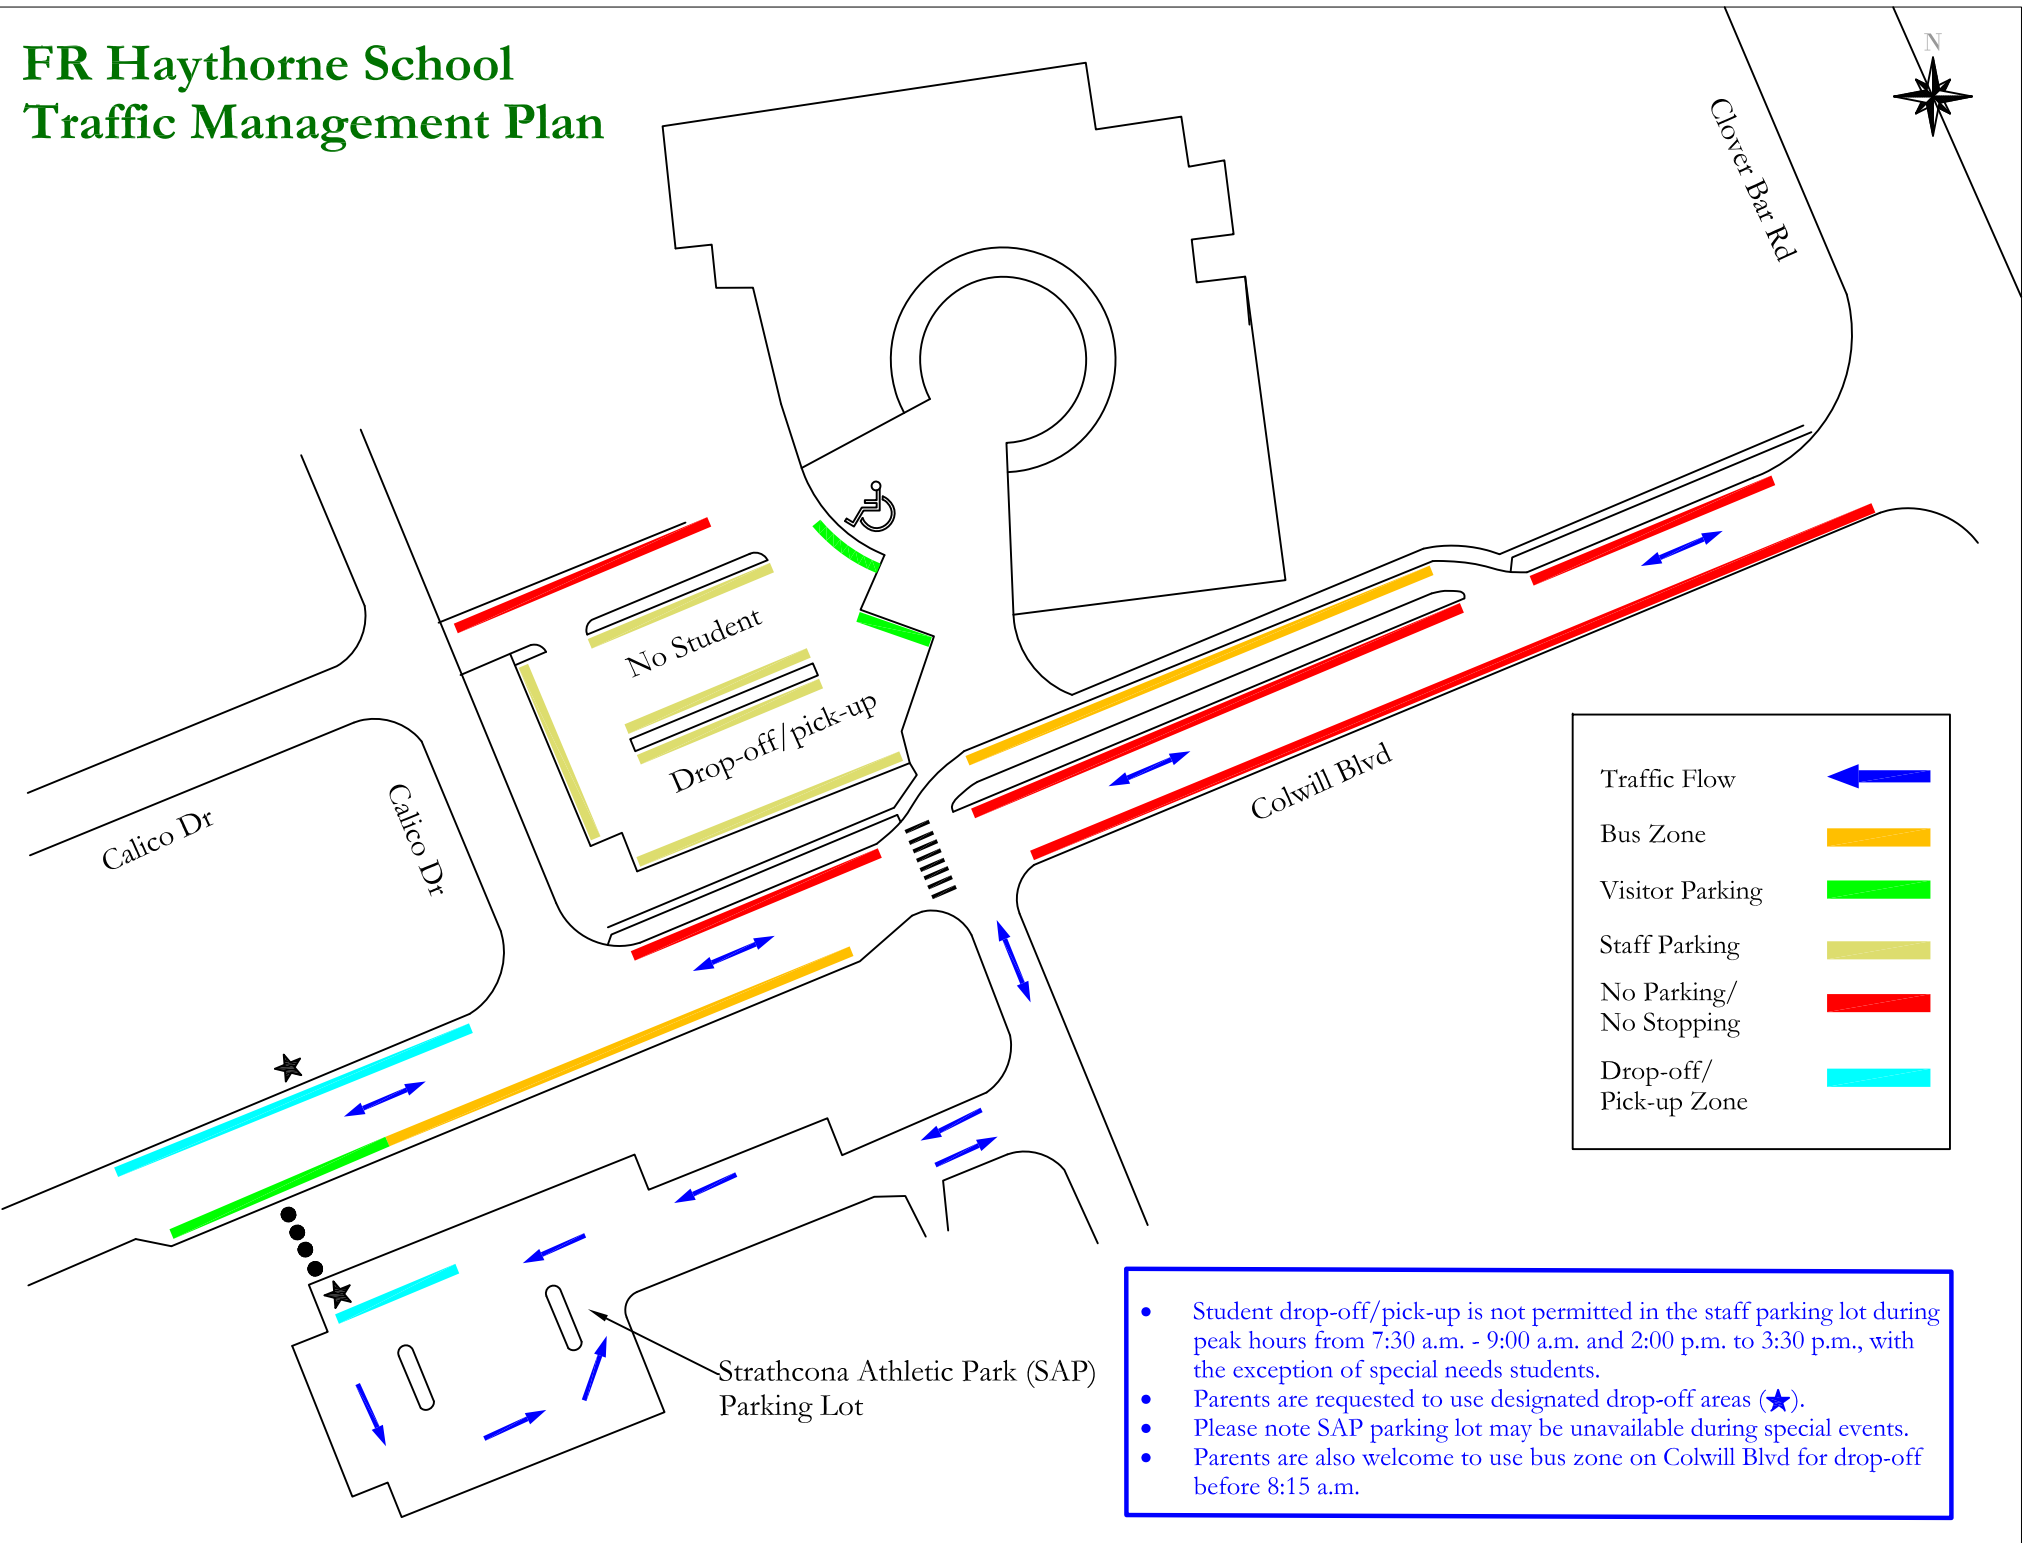 FR Haythorne School
Traffic Management Plan
N
Clover Bar Rd
No Student
Drop-off/pick-up
Colwill Blvd
Calico Dr
Calico Dr
Traffic Flow
Bus Zone
Visitor Parking
Staff Parking
No Parking/
No Stopping
Drop-off/
Pick-up Zone
Strathcona Athletic Park (SAP)
Parking Lot
• Student drop-off/pick-up is not permitted in the staff parking lot during
peak hours from 7:30 a.m. - 9:00 a.m. and 2:00 p.m. to 3:30 p.m., with
the exception of special needs students.
• Parents are requested to use designated drop-off areas (★).
• Please note SAP parking lot may be unavailable during special events.
• Parents are also welcome to use bus zone on Colwill Blvd for drop-off
before 8:15 a.m.